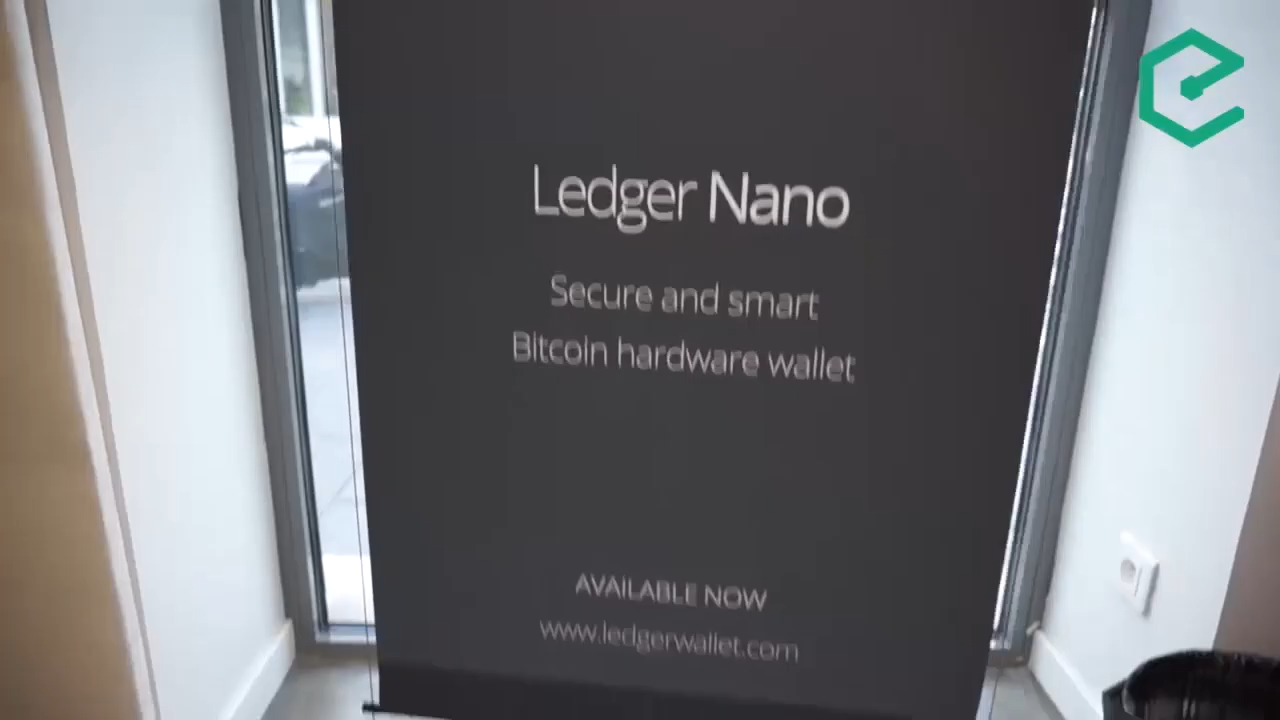 Ledger Nano
Secure and smart
Bitcoin hardware wallet
AVAILABLE NOW
www.ledgerwallet.com